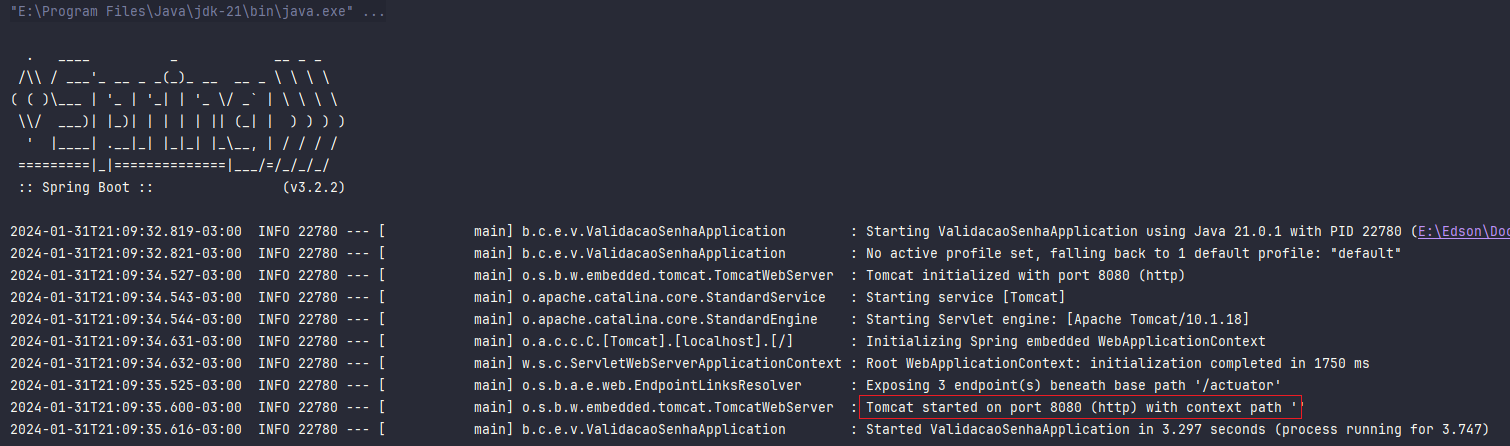 "E:\Program Files\Java\jdk-21\bin\java.exe" ...
  .   ____          _            __ _ _
 /\\ / ___'_ __ _ _(_)_ __  __ _ \ \ \ \
( ( )\___ | '_ | '_| | '_ \/ _` | \ \ \ \
 \\/  ___)| |_)| | | | | || (_| |  ) ) ) )
  '  |____| .__|_| |_|_| |_\__, | / / / /
 =========|_|==============|___/=/_/_/_/
 :: Spring Boot ::                (v3.2.2)
2024-01-31T21:09:32.819-03:00  INFO 22780 --- [           main] b.c.e.v.ValidacaoSenhaApplication        : Starting ValidacaoSenhaApplication using Java 21.0.1 with PID 22780 (E:\Edson\Doc
2024-01-31T21:09:32.821-03:00  INFO 22780 --- [           main] b.c.e.v.ValidacaoSenhaApplication        : No active profile set, falling back to 1 default profile: "default"
2024-01-31T21:09:34.527-03:00  INFO 22780 --- [           main] o.s.b.w.embedded.tomcat.TomcatWebServer  : Tomcat initialized with port 8080 (http)
2024-01-31T21:09:34.543-03:00  INFO 22780 --- [           main] o.apache.catalina.core.StandardService   : Starting service [Tomcat]
2024-01-31T21:09:34.544-03:00  INFO 22780 --- [           main] o.apache.catalina.core.StandardEngine    : Starting Servlet engine: [Apache Tomcat/10.1.18]
2024-01-31T21:09:34.631-03:00  INFO 22780 --- [           main] o.a.c.c.C.[Tomcat].[localhost].[/]       : Initializing Spring embedded WebApplicationContext
2024-01-31T21:09:34.632-03:00  INFO 22780 --- [           main] w.s.c.ServletWebServerApplicationContext : Root WebApplicationContext: initialization completed in 1750 ms
2024-01-31T21:09:35.525-03:00  INFO 22780 --- [           main] o.s.b.a.e.web.EndpointLinksResolver      : Exposing 3 endpoint(s) beneath base path '/actuator'
2024-01-31T21:09:35.600-03:00  INFO 22780 --- [           main] o.s.b.w.embedded.tomcat.TomcatWebServer  : Tomcat started on port 8080 (http) with context path ''
2024-01-31T21:09:35.616-03:00  INFO 22780 --- [           main] b.c.e.v.ValidacaoSenhaApplication        : Started ValidacaoSenhaApplication in 3.297 seconds (process running for 3.747)